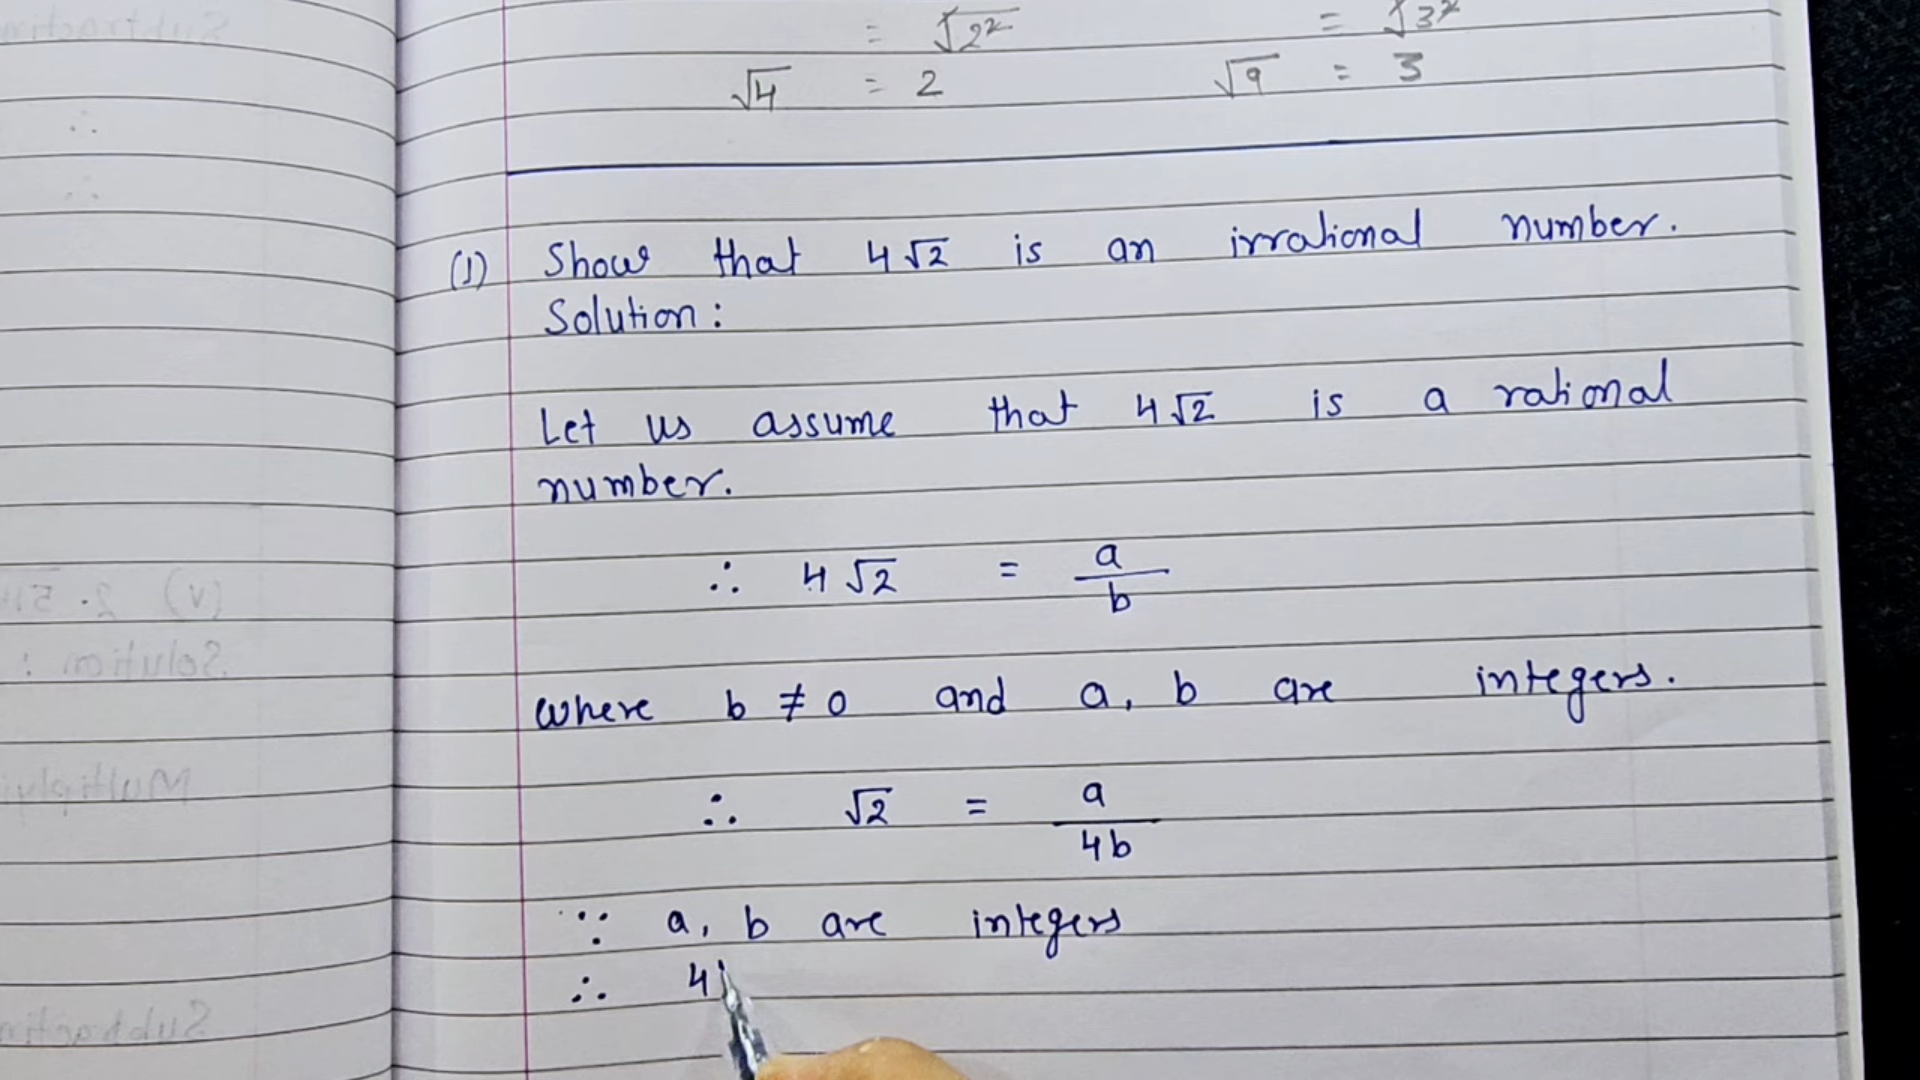 = √2² = √3²
√4 = 2 √9 = 3
(1) Show that 4√2 is an irrational number.
Solution:
Let us assume that 4√2 is a rational
number.
∴ 4√2 = a/b
where b ≠ 0 and a, b are integers.
∴ √2 = a/4b
∵ a, b are integers
∴ 4